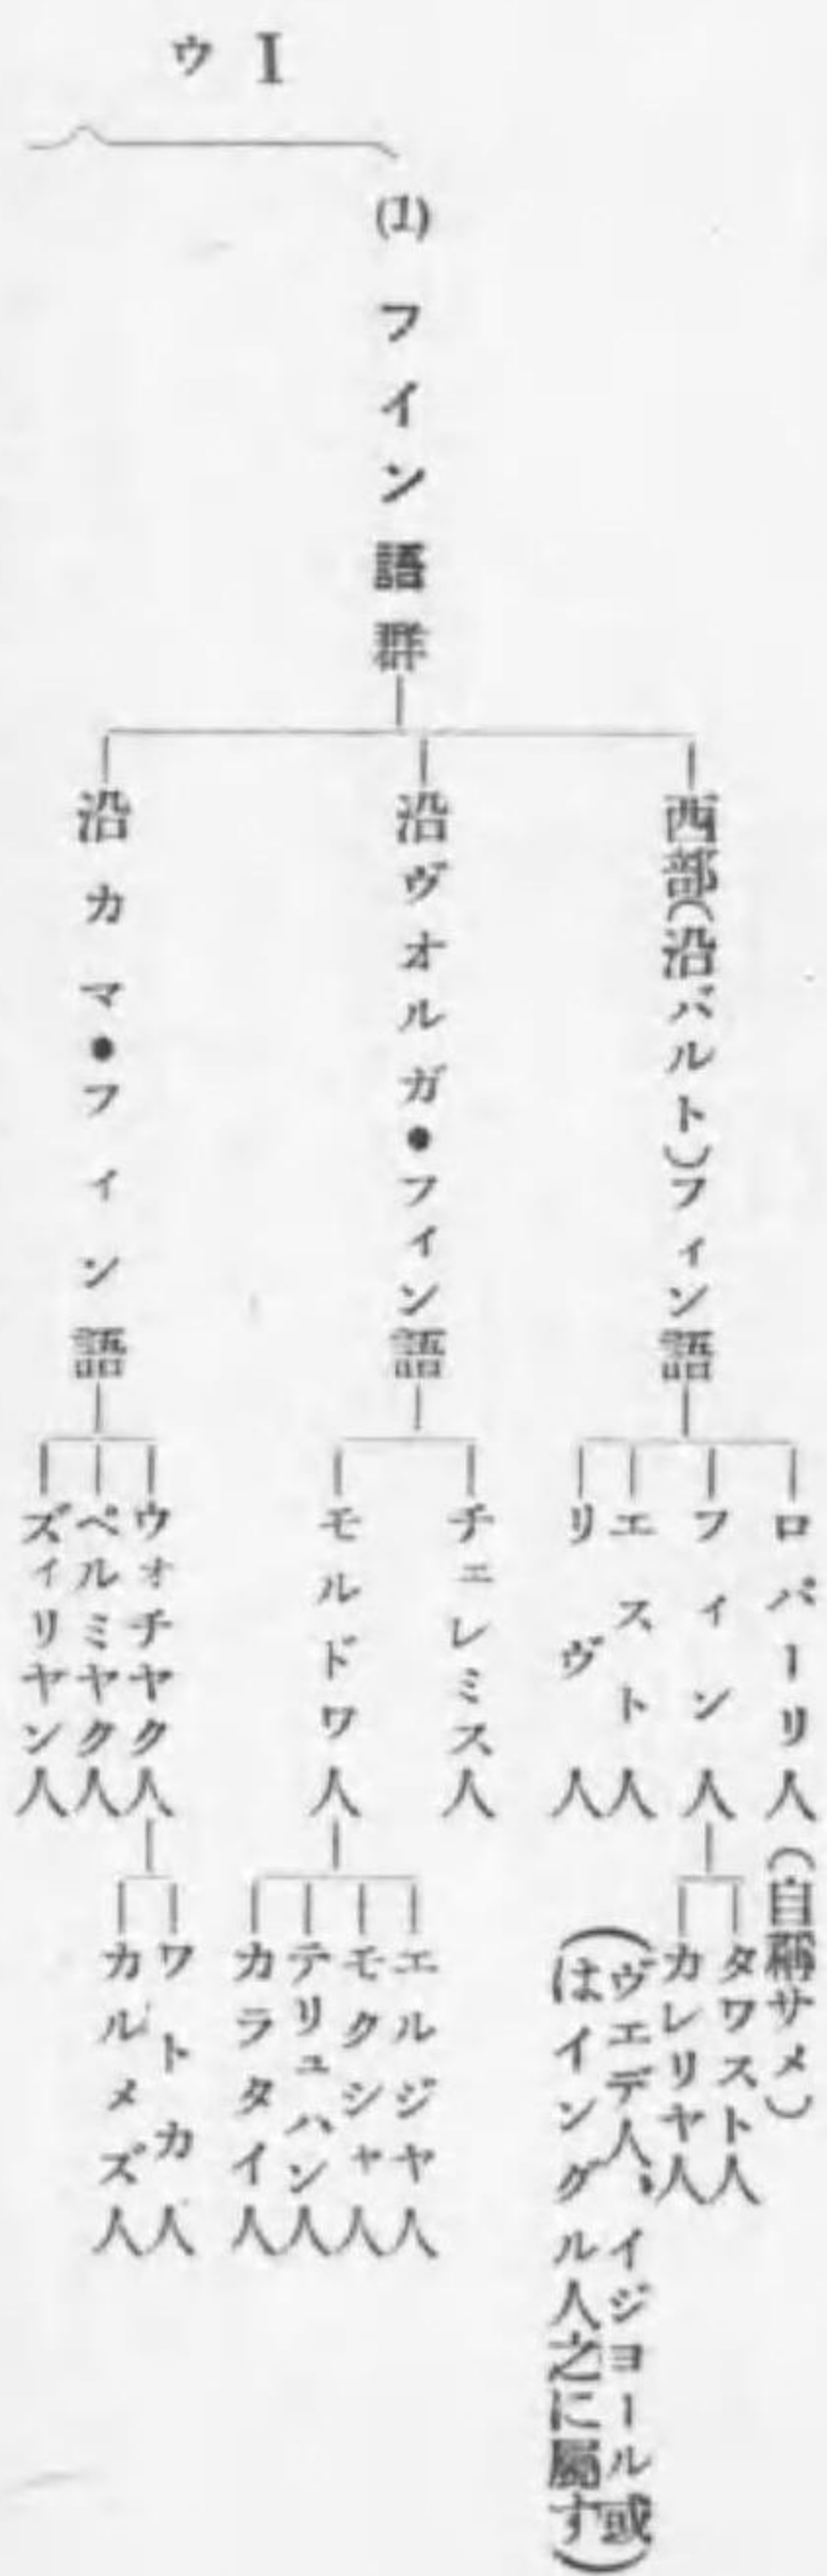 I
ウ
(1) フイン語群
西部(沿バルト)フィン語
ロパーリ人(自稱サメ)
フィン人
タワスト人
カレリヤ人
エスト人
リヴ人
(ヴエデ人、イジヨール或
はイングル人之に屬す)
沿ヴオルガ・フィン語
チェレミス人
モルドワ人
エルジヤ人
モクシャ人
テリュハン人
カラタイ人
沿カマ・フィン語
ウォチヤク人
ワトカ人
カルメズ人
ペルミヤク人
ズィリヤン人